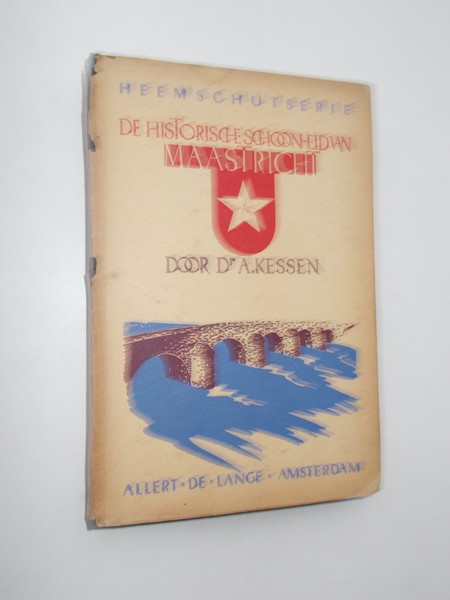 HEEMSCHUTSERIE
DE HISTORISCHE SCHOONHEID VAN
MAASTRICHT
DOOR Dr A. KESSEN
ALLERT • DE • LANGE • AMSTERDAM